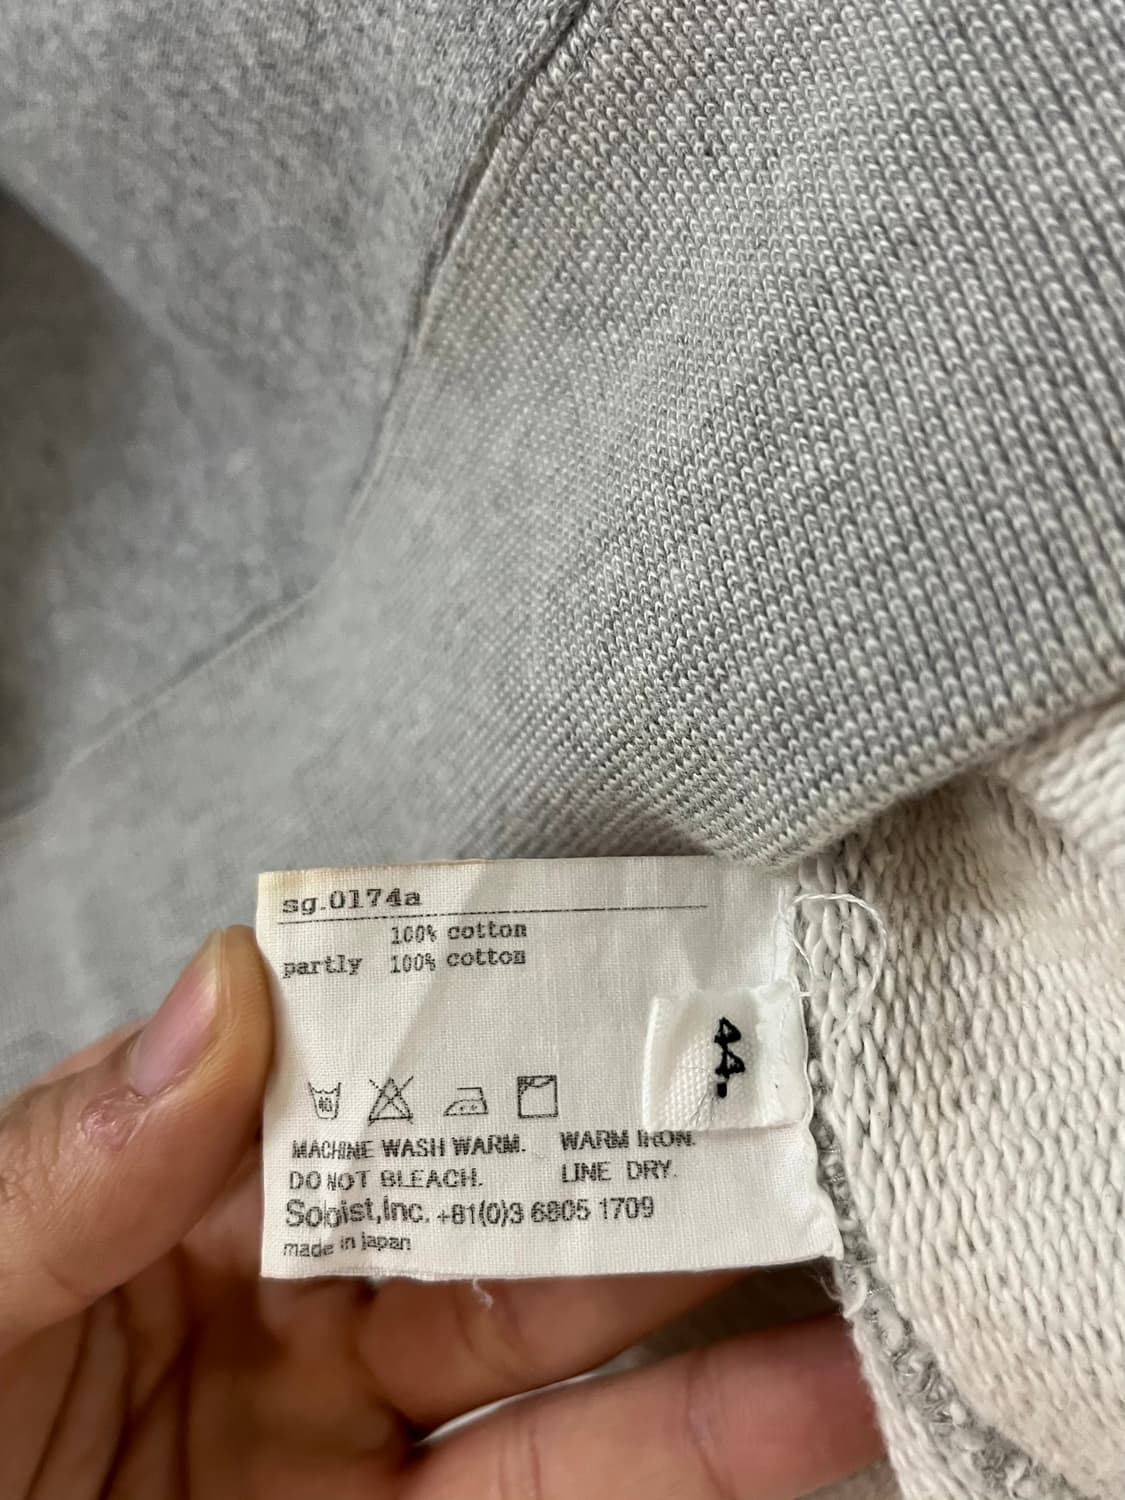 sg.0174a
100% cotton
partly 100% cotton
44.
40
MACHINE WASH WARM. WARM IRON.
DO NOT BLEACH. LINE DRY.
Soloist,Inc. +81(0)3 6805 1709
made in japan